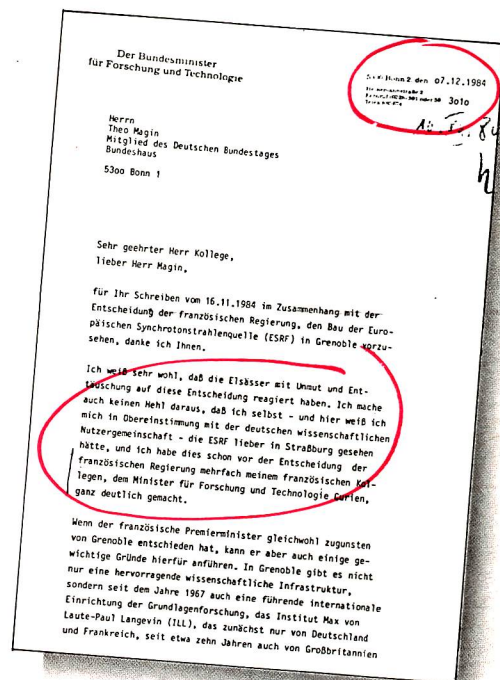 Der Bundesminister
für Forschung und Technologie
Bonn 2, den 07.12.1984
3o1o
Herrn
Theo Magin
Mitglied des Deutschen Bundestages
Bundeshaus
53oo Bonn 1
Sehr geehrter Herr Kollege,
lieber Herr Magin,
für Ihr Schreiben vom 16.11.1984 im Zusammenhang mit der
Entscheidung der französischen Regierung, den Bau der Euro-
päischen Synchrotonstrahlenquelle (ESRF) in Grenoble vorzu-
sehen, danke ich Ihnen.
Ich weiß sehr wohl, daß die Elsässer mit Unmut und Ent-
täuschung auf diese Entscheidung reagiert haben. Ich mache
auch keinen Hehl daraus, daß ich selbst - und hier weiß ich
mich in Obereinstimmung mit der deutschen wissenschaftlichen
Nutzergemeinschaft - die ESRF lieber in Straßburg gesehen
hätte, und ich habe dies schon vor der Entscheidung der
französischen Regierung mehrfach meinem französischen Kol-
legen, dem Minister für Forschung und Technologie Curien,
ganz deutlich gemacht.
Wenn der französische Premierminister gleichwohl zugunsten
von Grenoble entschieden hat, kann er aber auch einige ge-
wichtige Gründe hierfür anführen. In Grenoble gibt es nicht
nur eine hervorragende wissenschaftliche Infrastruktur,
sondern seit dem Jahre 1967 auch eine führende internationale
Einrichtung der Grundlagenforschung, das Institut Max von
Laute-Paul Langevin (ILL), das zunächst nur von Deutschland
und Frankreich, seit etwa zehn Jahren auch von Großbritannien